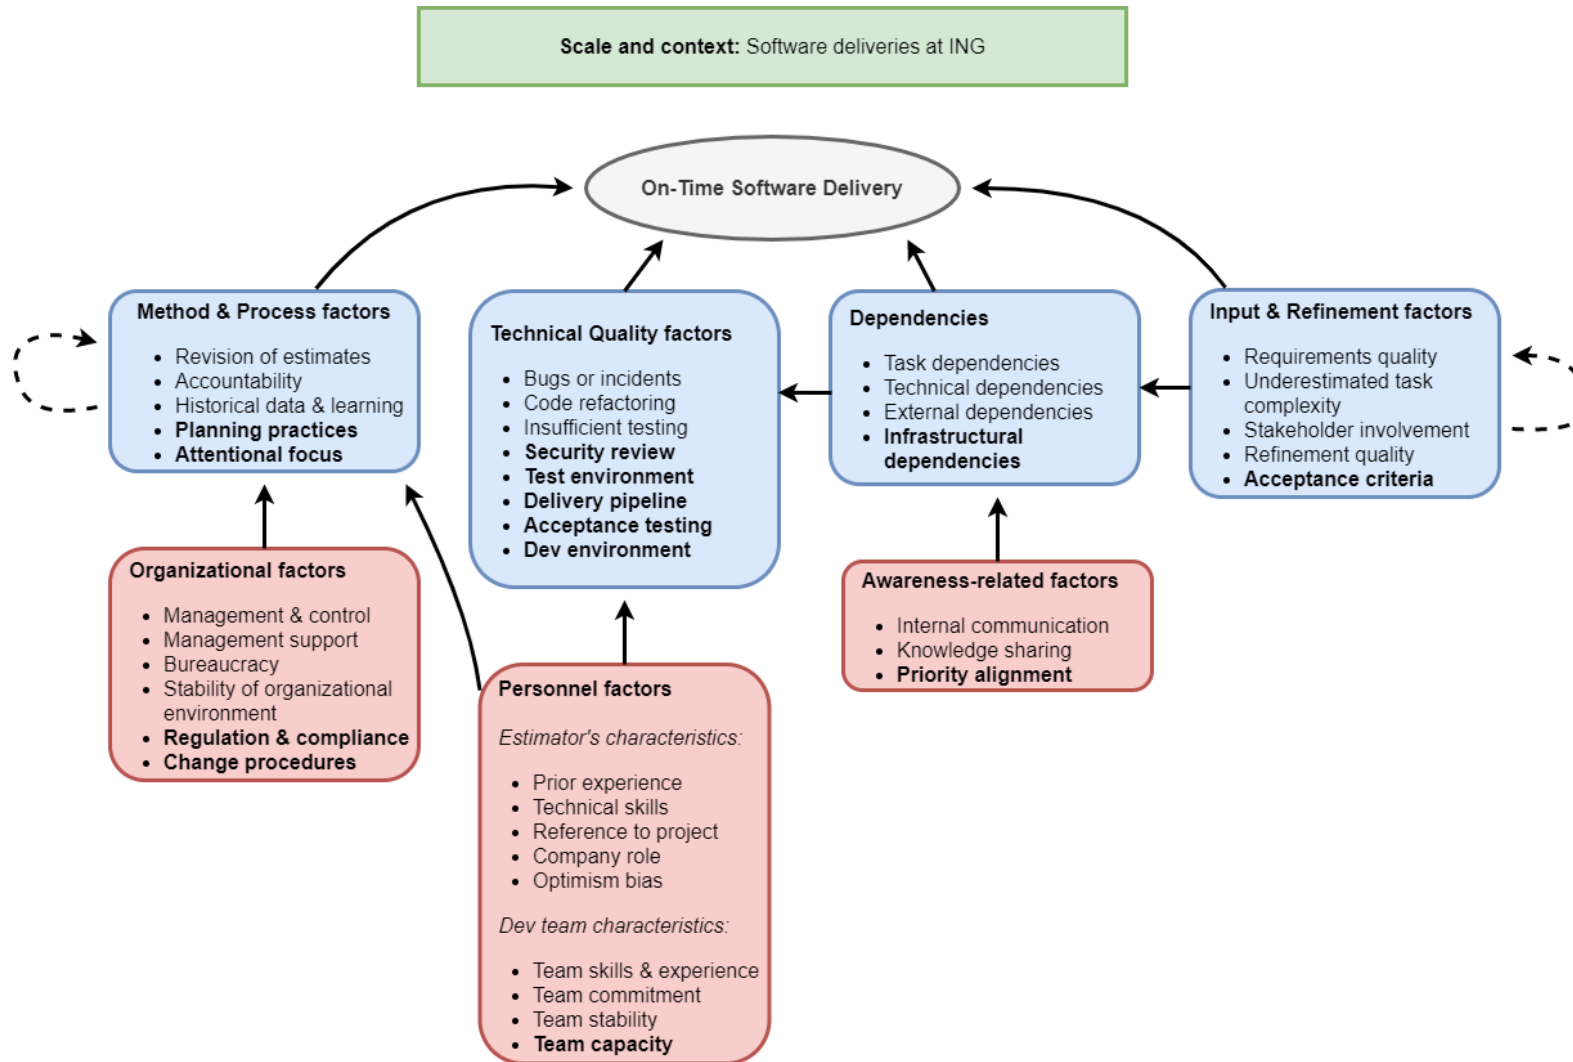 Scale and context: Software deliveries at ING
On-Time Software Delivery
Method & Process factors
• Revision of estimates
• Accountability
• Historical data & learning
• Planning practices
• Attentional focus
Technical Quality factors
• Bugs or incidents
• Code refactoring
• Insufficient testing
• Security review
• Test environment
• Delivery pipeline
• Acceptance testing
• Dev environment
Dependencies
• Task dependencies
• Technical dependencies
• External dependencies
• Infrastructural
dependencies
Input & Refinement factors
• Requirements quality
• Underestimated task
complexity
• Stakeholder involvement
• Refinement quality
• Acceptance criteria
Organizational factors
• Management & control
• Management support
• Bureaucracy
• Stability of organizational
environment
• Regulation & compliance
• Change procedures
Personnel factors
Estimator's characteristics:
• Prior experience
• Technical skills
• Reference to project
• Company role
• Optimism bias
Dev team characteristics:
• Team skills & experience
• Team commitment
• Team stability
• Team capacity
Awareness-related factors
• Internal communication
• Knowledge sharing
• Priority alignment